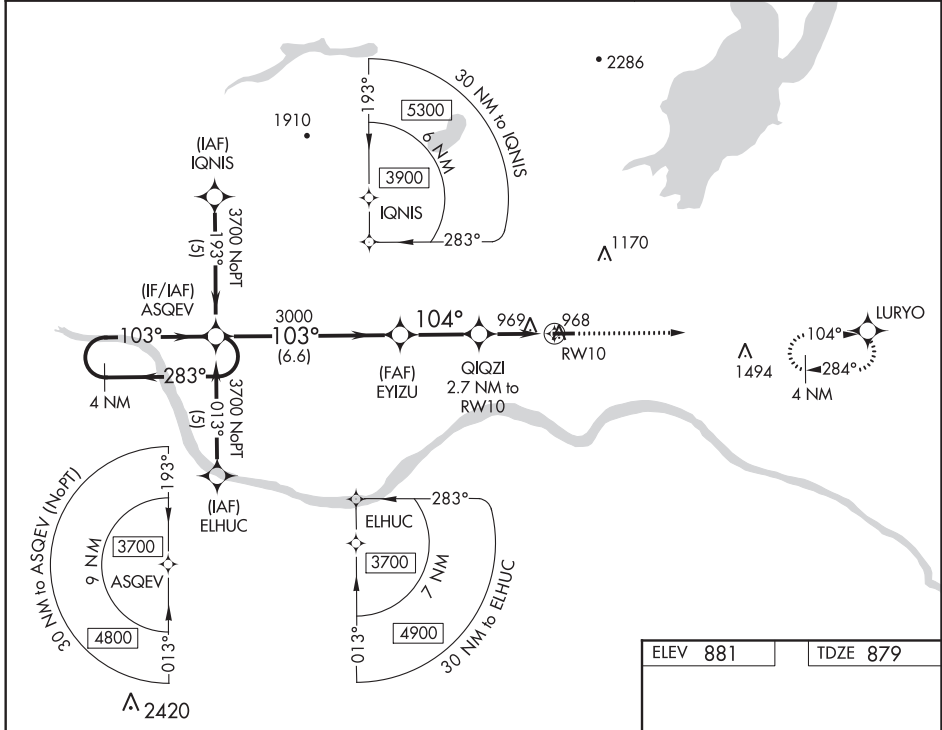 2286
30 NM to IQNIS
193°
5300
6 NM
3900
IQNIS
283°
1910
(IAF)
IQNIS
3700 NoPT
193°
(5)
1170
(IF/IAF)
ASQEV
103°
283°
4 NM
3000
103°
(6.6)
104°
(FAF)
EYIZU
969
QIQZI
2.7 NM to
RW10
968
RW10
1494
LURYO
104°
284°
4 NM
3700 NoPT
013°
(5)
(IAF)
ELHUC
30 NM to ASQEV (NoPT)
193°
9 NM
3700
ASQEV
4800
013°
2420
283°
ELHUC
3700
7 NM
4900
013°
30 NM to ELHUC
ELEV 881
TDZE 879